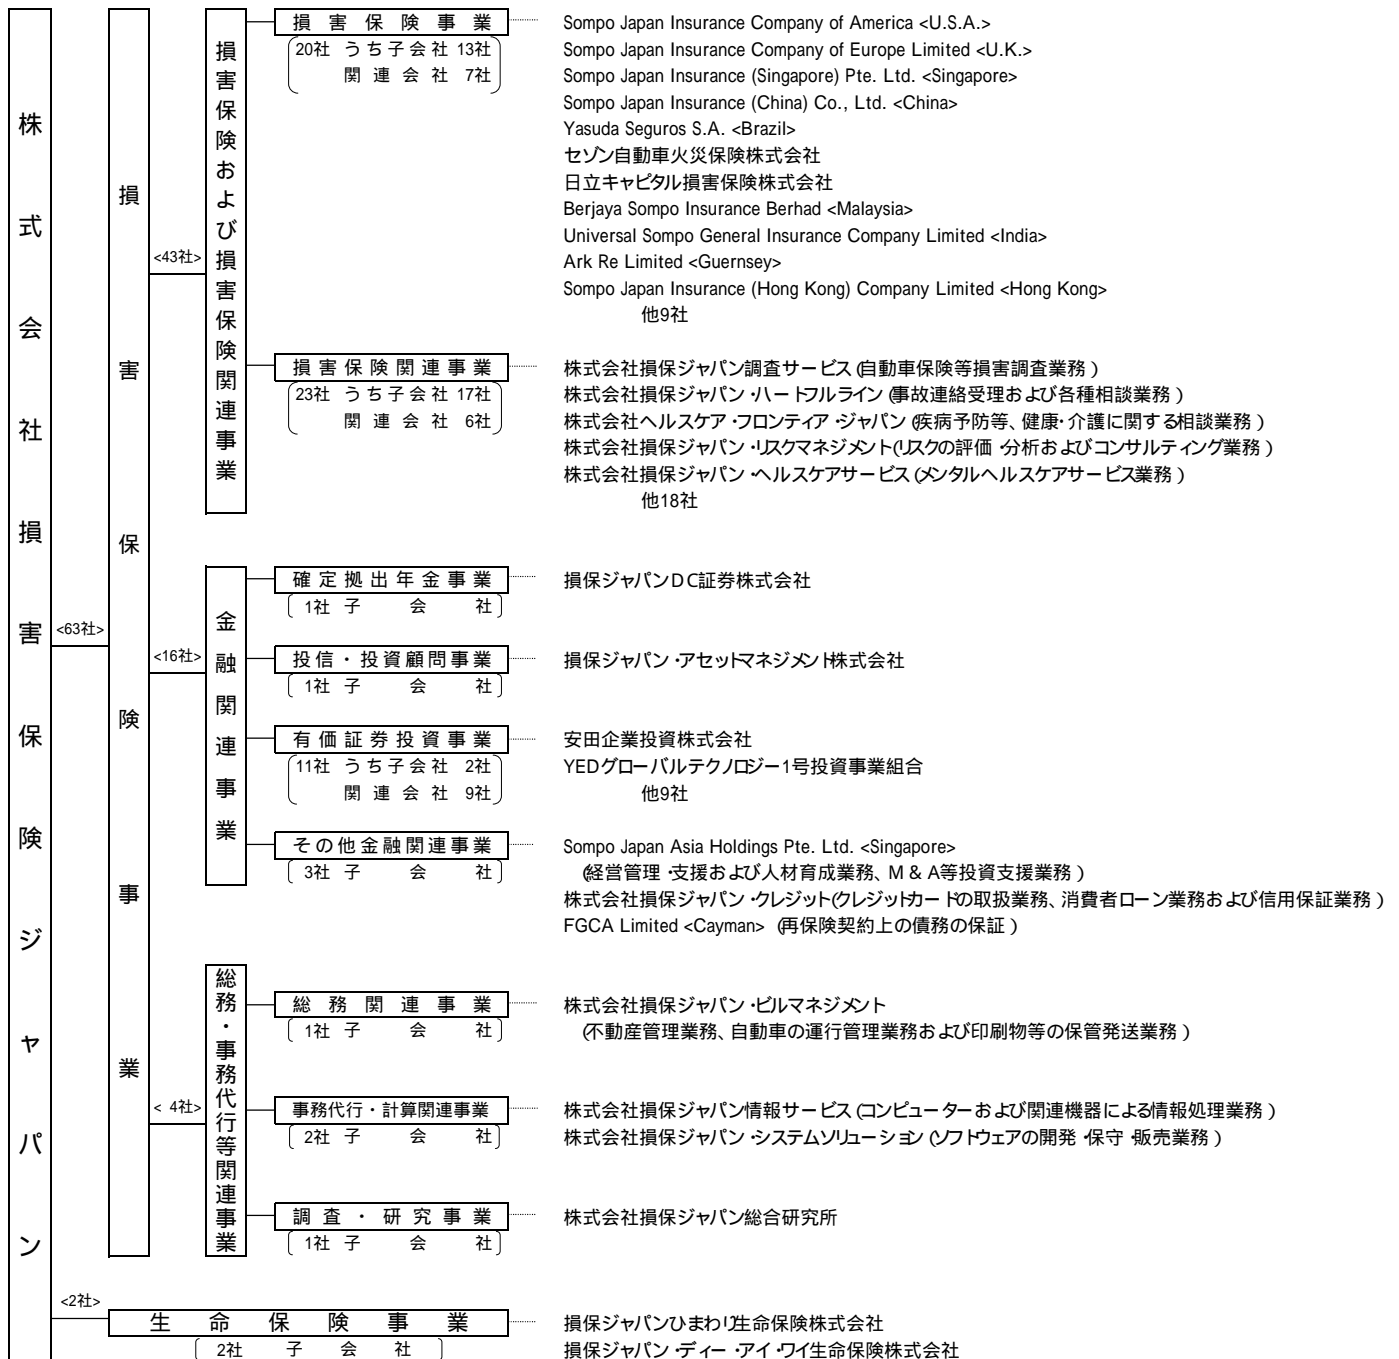 株式会社損害保険ジャパン
<63社>
損害保険事業
<43社>
損害保険および損害保険関連事業
損害保険事業
20社 うち子会社 13社
関連会社 7社
Sompo Japan Insurance Company of America <U.S.A.>
Sompo Japan Insurance Company of Europe Limited <U.K.>
Sompo Japan Insurance (Singapore) Pte. Ltd. <Singapore>
Sompo Japan Insurance (China) Co., Ltd. <China>
Yasuda Seguros S.A. <Brazil>
セゾン自動車火災保険株式会社
日立キャピタル損害保険株式会社
Berjaya Sompo Insurance Berhad <Malaysia>
Universal Sompo General Insurance Company Limited <India>
Ark Re Limited <Guernsey>
Sompo Japan Insurance (Hong Kong) Company Limited <Hong Kong>
他9社
損害保険関連事業
23社 うち子会社 17社
関連会社 6社
株式会社損保ジャパン調査サービス(自動車保険等損害調査業務)
株式会社損保ジャパン・ハートフルライン(事故連絡受理および各種相談業務)
株式会社ヘルスケア・フロンティア・ジャパン(疾病予防等、健康・介護に関する相談業務)
株式会社損保ジャパン・リスクマネジメント(リスクの評価・分析およびコンサルティング業務)
株式会社損保ジャパン・ヘルスケアサービス(メンタルヘルスケアサービス業務)
他18社
<16社>
金融関連事業
確定拠出年金事業
1社 子会社
損保ジャパンDC証券株式会社
投信・投資顧問事業
1社 子会社
損保ジャパン・アセットマネジメント株式会社
有価証券投資事業
11社 うち子会社 2社
関連会社 9社
安田企業投資株式会社
YEDグローバルテクノロジー1号投資事業組合
他9社
その他金融関連事業
3社 子会社
Sompo Japan Asia Holdings Pte. Ltd. <Singapore>
(経営管理・支援および人材育成業務、M & A等投資支援業務)
株式会社損保ジャパン・クレジット(クレジットカードの取扱業務、消費者ローン業務および信用保証業務)
FGCA Limited <Cayman> (再保険契約上の債務の保証)
< 4社>
総務・事務代行等関連事業
総務関連事業
1社 子会社
株式会社損保ジャパン・ビルマネジメント
(不動産管理業務、自動車の運行管理業務および印刷物等の保管発送業務)
事務代行・計算関連事業
2社 子会社
株式会社損保ジャパン情報サービス(コンピューターおよび関連機器による情報処理業務)
株式会社損保ジャパン・システムソリューション(ソフトウェアの開発・保守・販売業務)
調査・研究事業
1社 子会社
株式会社損保ジャパン総合研究所
<2社>
生命保険事業
2社 子会社
損保ジャパンひまわり生命保険株式会社
損保ジャパン・ディー・アイ・ワイ生命保険株式会社